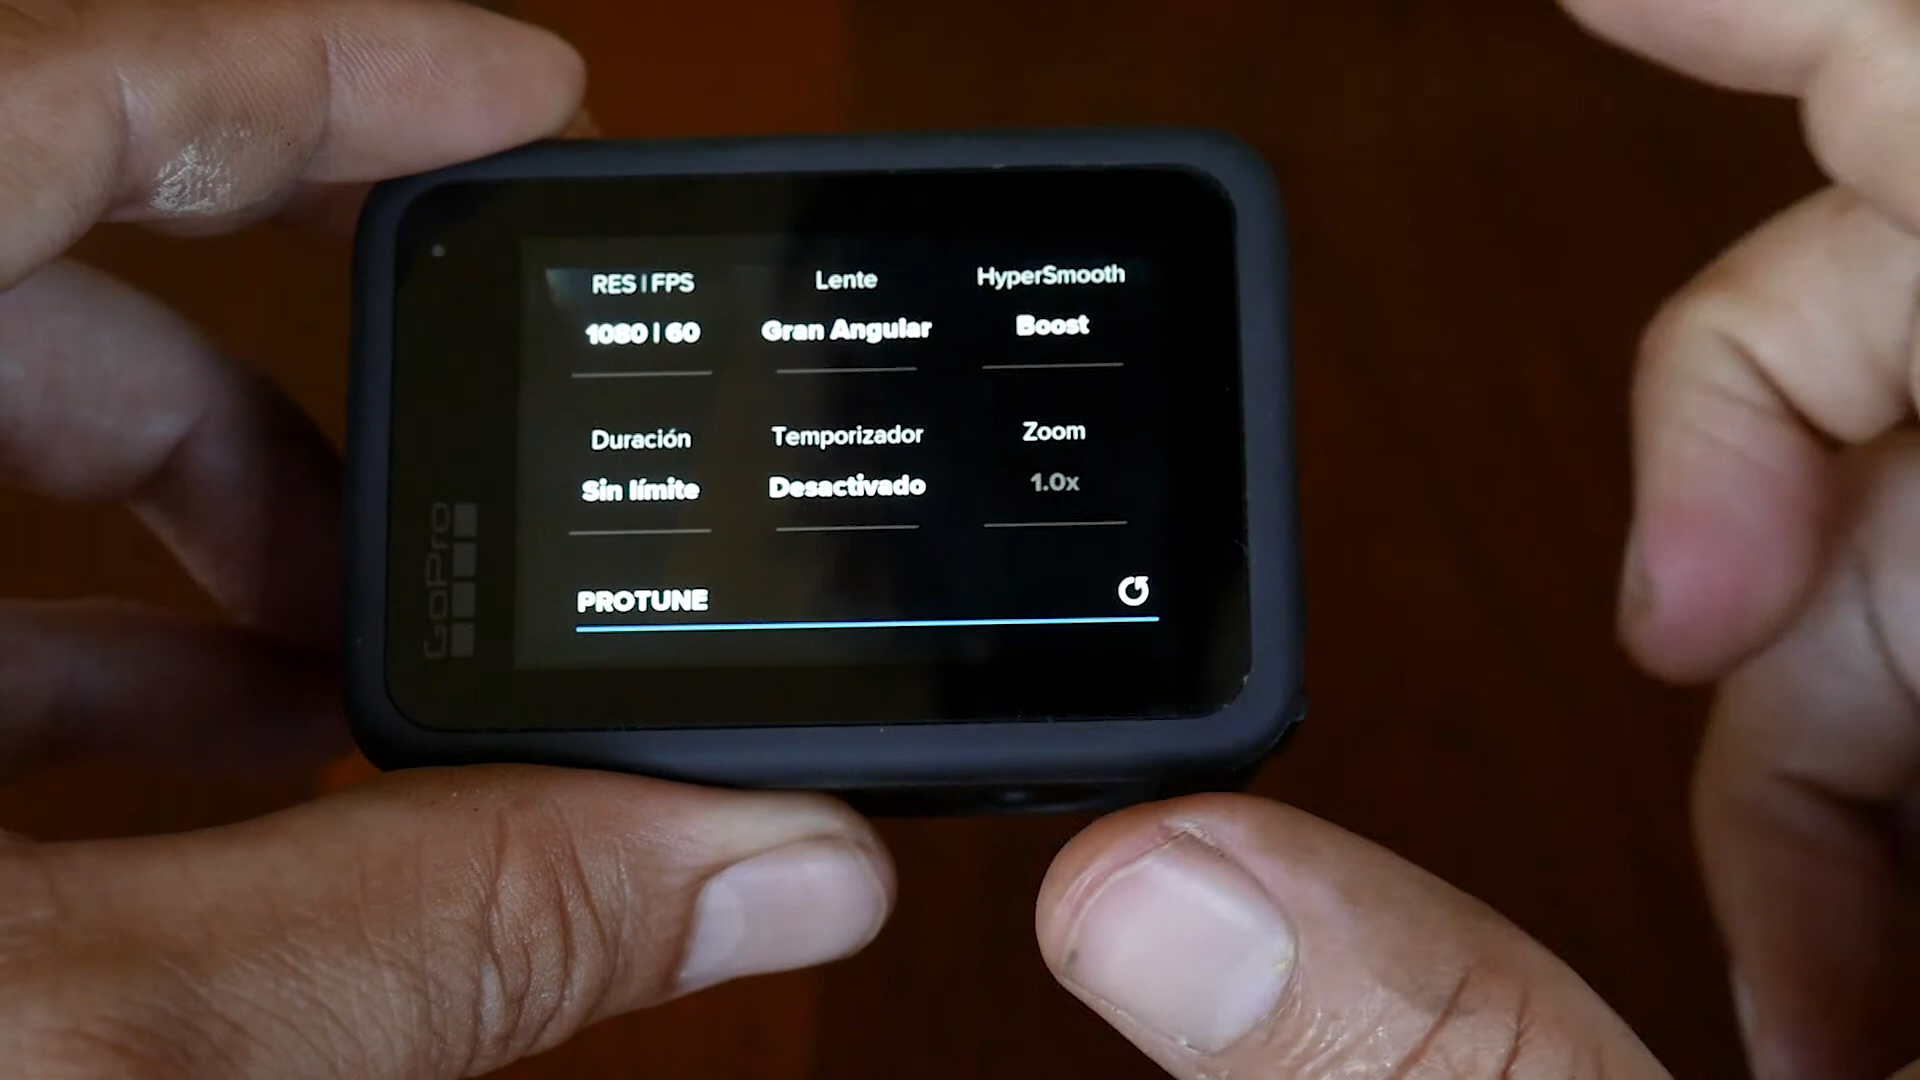 RES | FPS Lente HyperSmooth
1080 | 60 Gran Angular Boost
Duración Temporizador Zoom
Sin límite Desactivado 1.0x
PROTUNE
GoPro